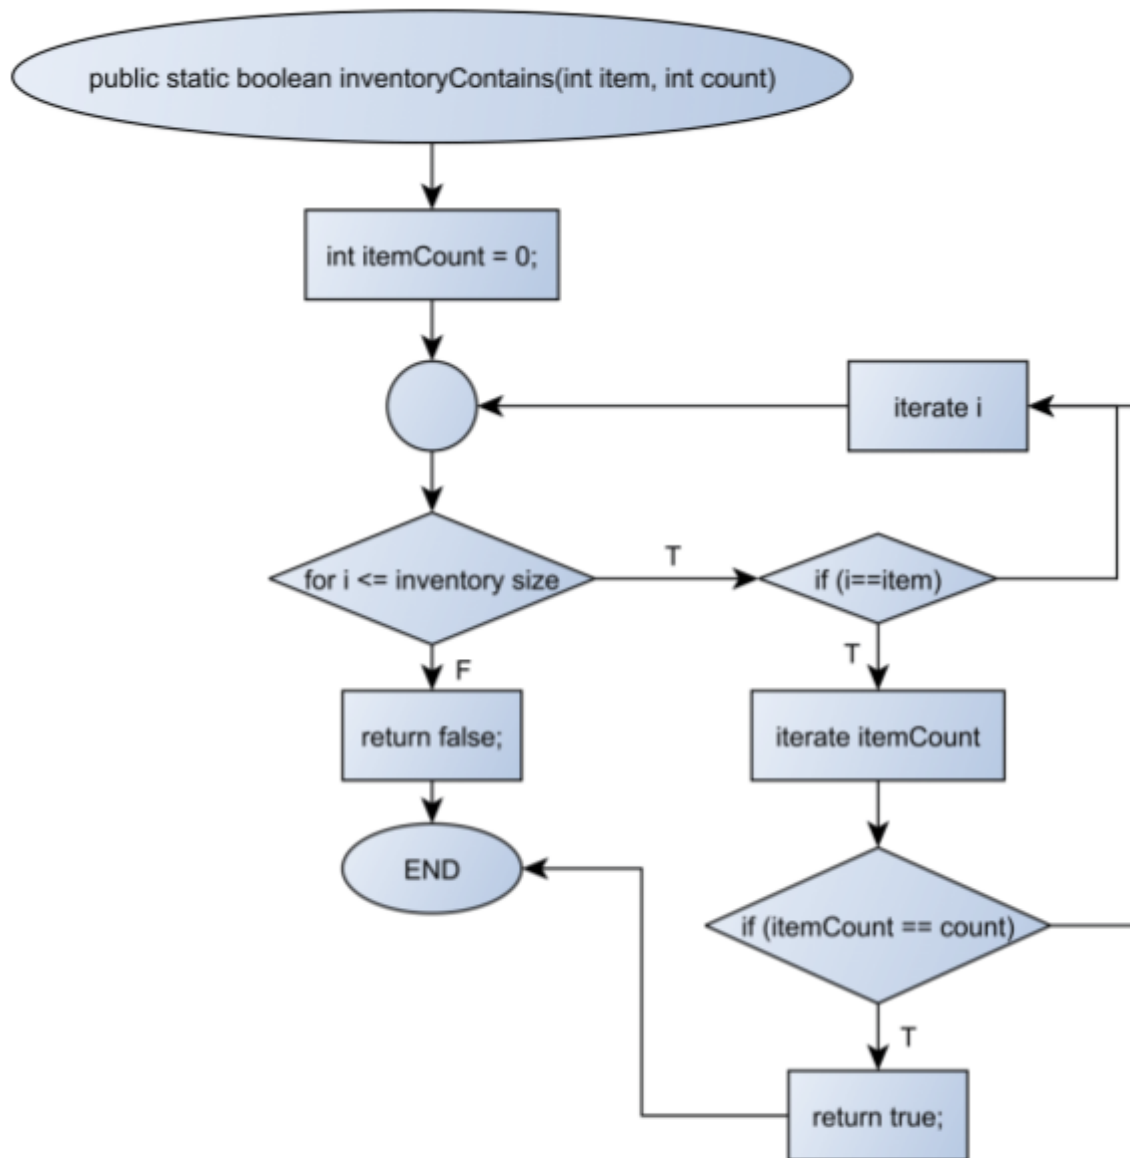 public static boolean inventoryContains(int item, int count)
int itemCount = 0;
iterate i
for i <= inventory size
T
if (i==item)
F
T
return false;
iterate itemCount
END
if (itemCount == count)
T
return true;